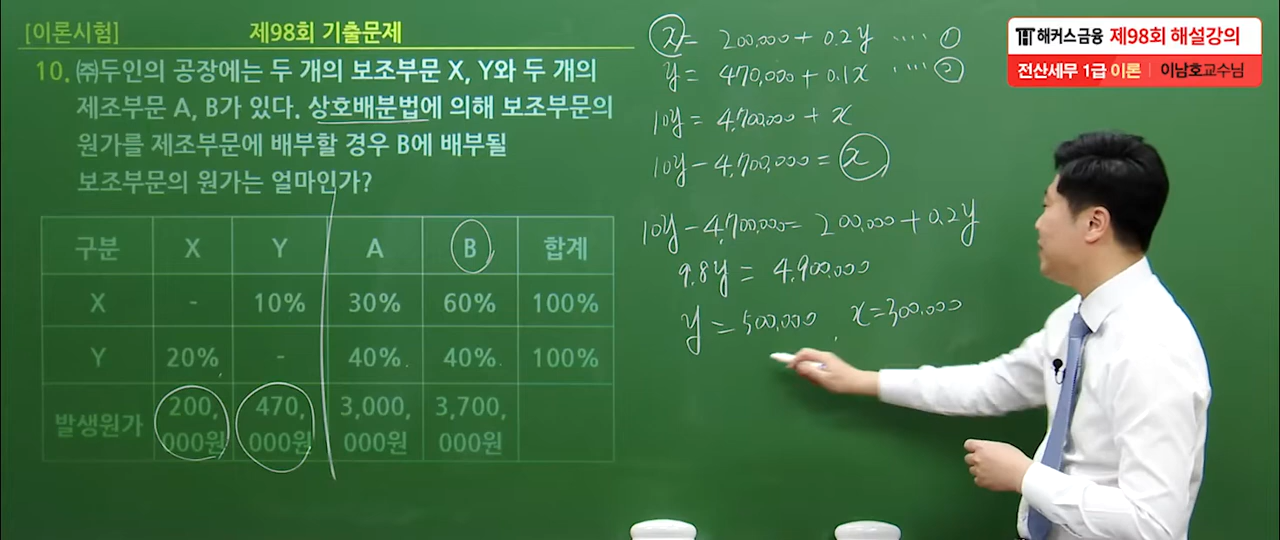 [이론시험] 제98회 기출문제
10. ㈜두인의 공장에는 두 개의 보조부문 X, Y와 두 개의
제조부문 A, B가 있다. 상호배분법에 의해 보조부문의
원가를 제조부문에 배부할 경우 B에 배부될
보조부문의 원가는 얼마인가?
구분 X Y A B 합계
X - 10% 30% 60% 100%
Y 20% - 40% 40% 100%
발생원가 200, 470, 3,000, 3,700,
000원 000원 000원 000원
x = 200,000 + 0.2y ····· ①
y = 470,000 + 0.1x ····· ②
10y = 4,700,000 + x
10y - 4,700,000 = x
10y - 4,700,000 = 200,000 + 0.2y
9.8y = 4,900,000
y = 500,000, x = 300,000
해커스금융 제98회 해설강의
전산세무 1급 이론 | 이남호교수님